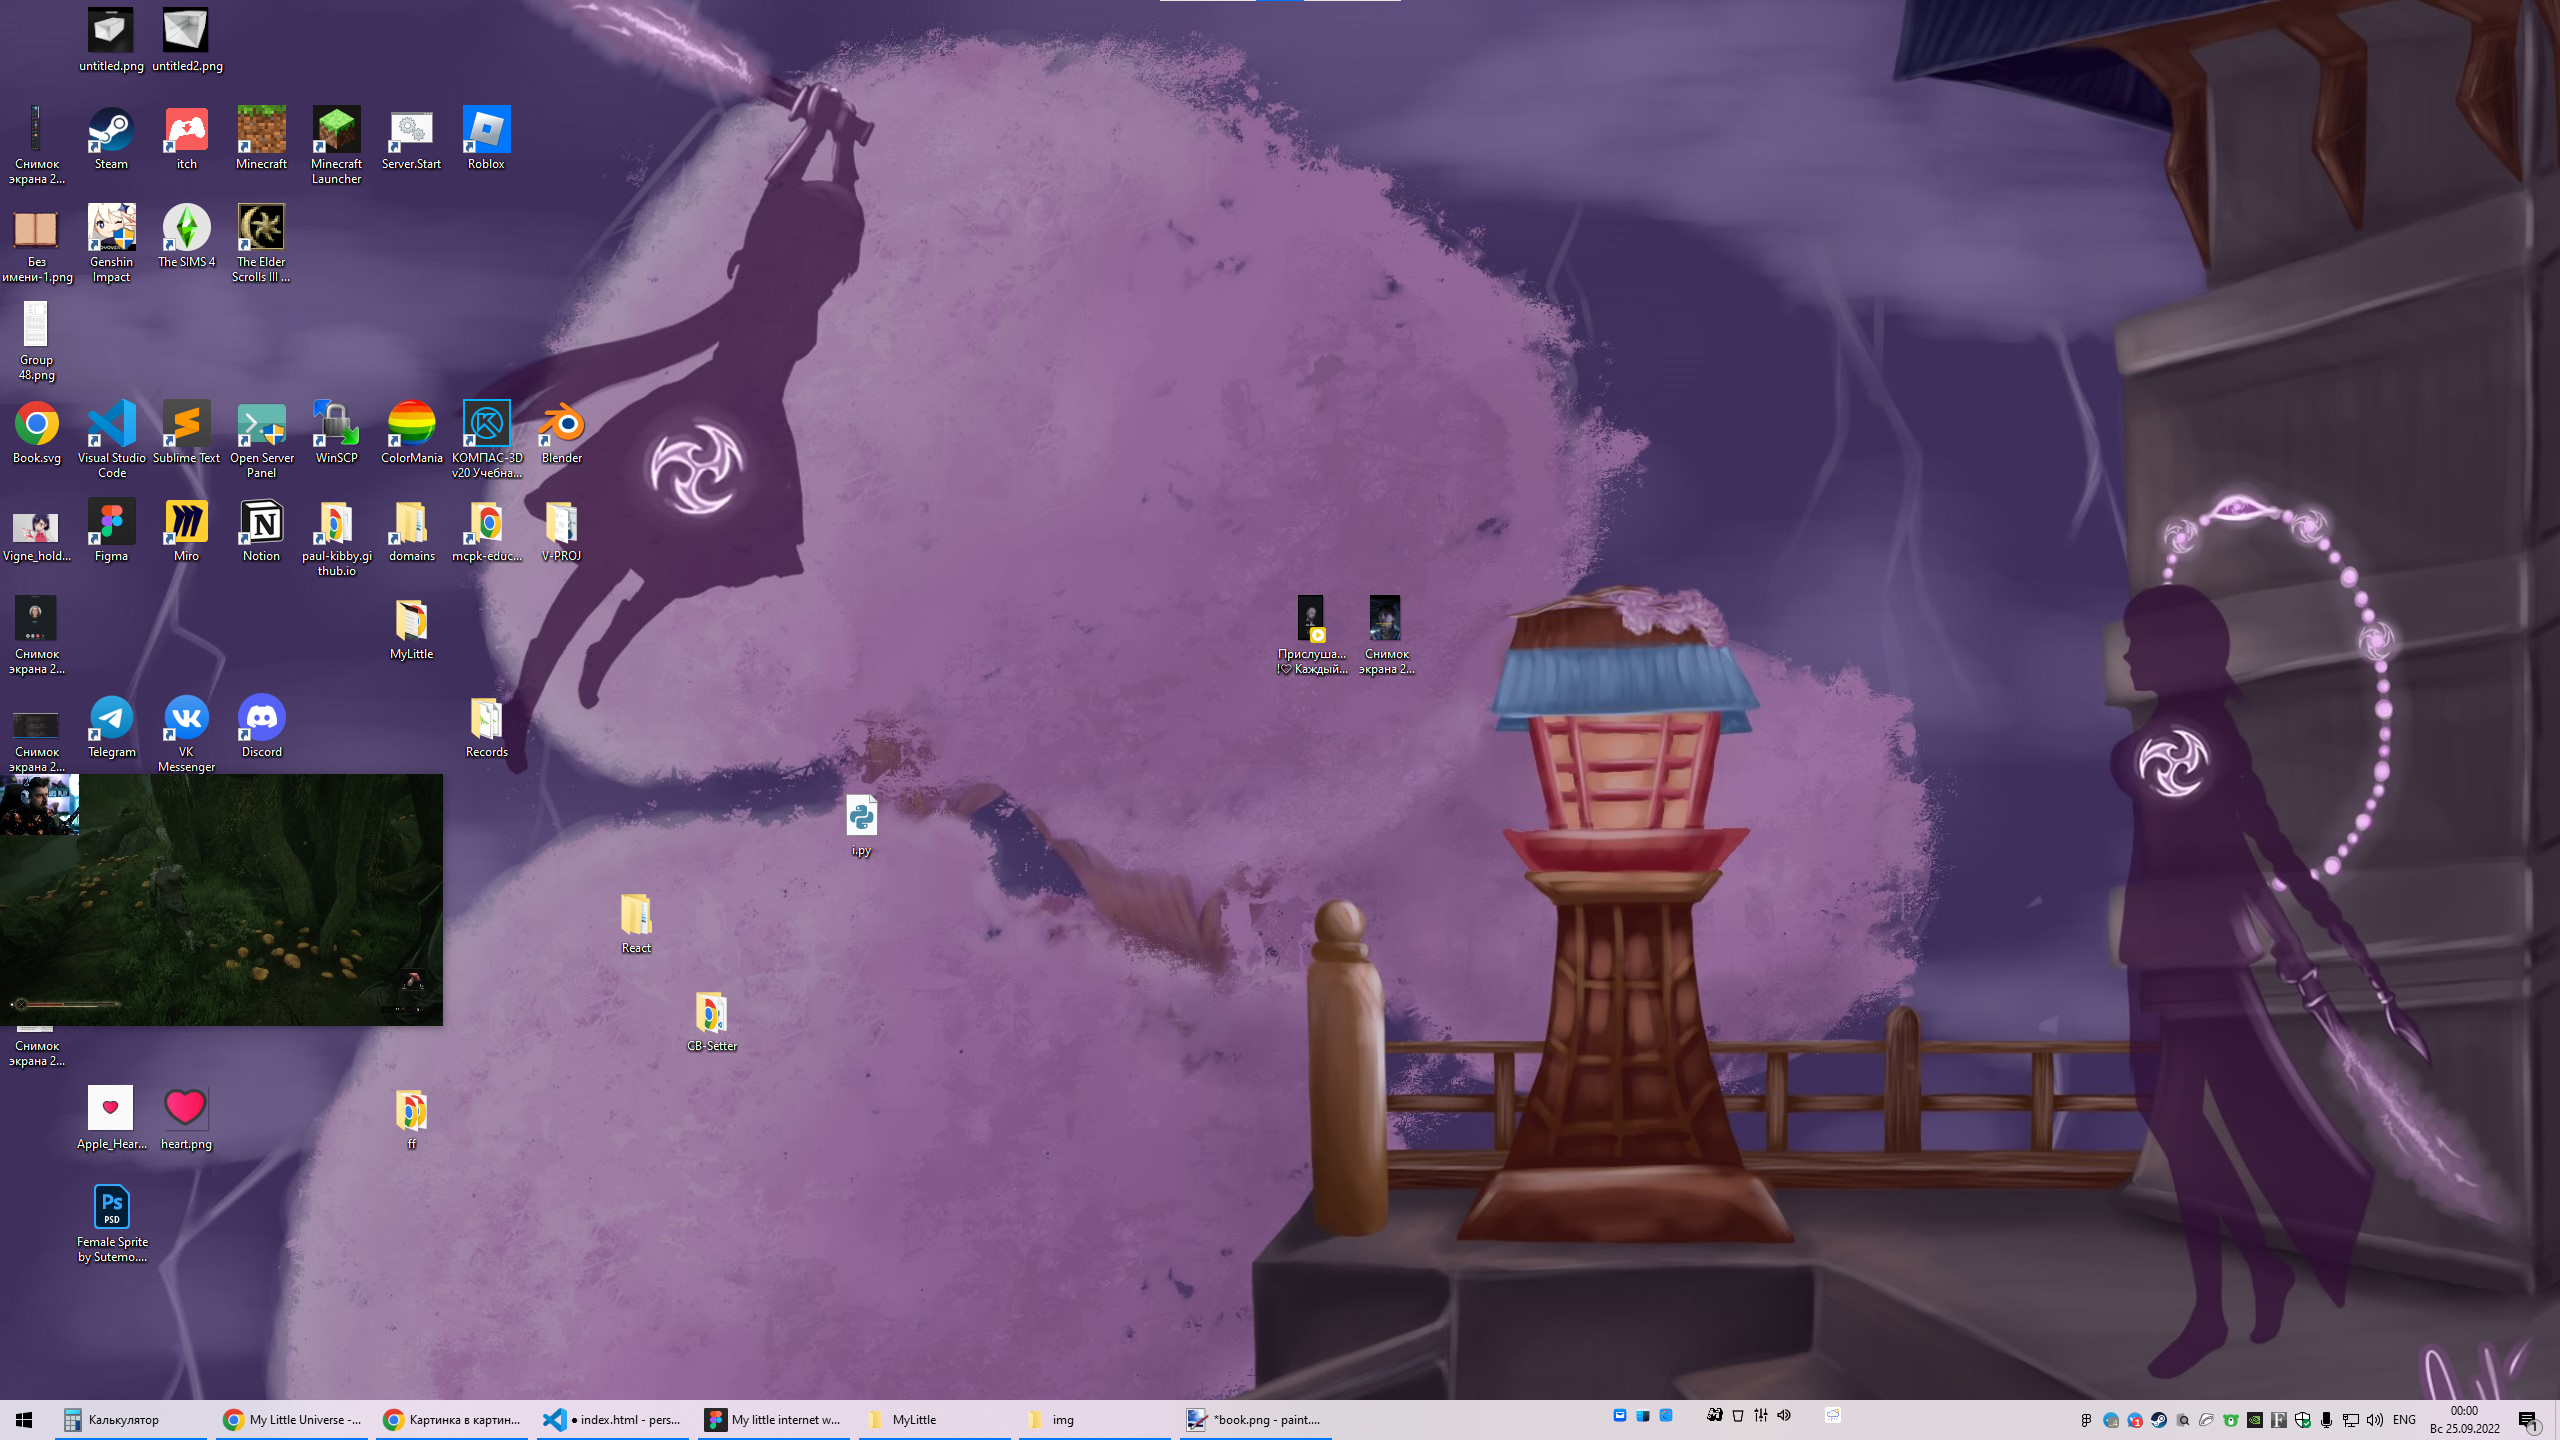 untitled.png
untitled2.png
Снимок
экрана 2...
Steam
itch
Minecraft
Minecraft
Launcher
Server.Start
Roblox
Без
имени-1.png
Genshin
Impact
The SIMS 4
The Elder
Scrolls III ...
Group
48.png
Book.svg
Visual Studio
Code
Sublime Text
Open Server
Panel
WinSCP
ColorMania
КОМПАС-3D
v20 Учебна...
Blender
Vigne_hold...
Figma
Miro
Notion
paul-kibby.gi
thub.io
domains
mcpk-educ...
V-PROJ
Снимок
экрана 2...
MyLittle
Прислуша...
!♡ Каждый...
Снимок
экрана 2...
Снимок
экрана 2...
Telegram
VK
Messenger
Discord
Records
i.py
React
CB-Setter
Снимок
экрана 2...
Apple_Hear...
heart.png
ff
Ps
PSD
Female Sprite
by Sutemo....
Калькулятор
My Little Universe -...
Картинка в картин...
● index.html - pers...
My little internet w...
MyLittle
img
*book.png - paint....
ENG
00:00
Вс 25.09.2022
1